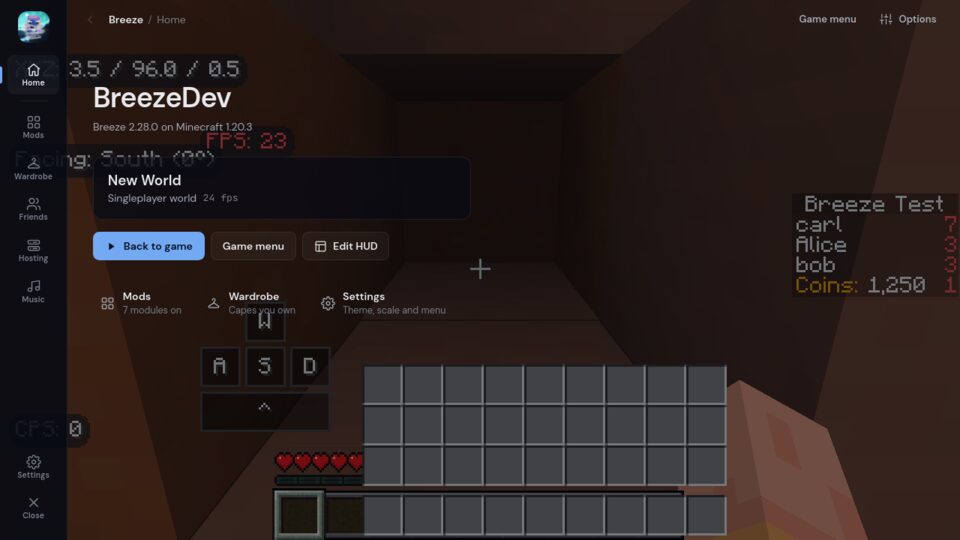 Breeze / Home
Game menu
Options
XYZ: 3.5 / 96.0 / 0.5
Home
BreezeDev
Breeze 2.28.0 on Minecraft 1.20.3
FPS: 23
Mods
Facing: South (0°)
Wardrobe
New World
Singleplayer world 24 fps
Friends
Breeze Test
carl 7
Alice 3
bob 3
Coins: 1,250 1
Back to game
Game menu
Edit HUD
Hosting
Music
Mods
7 modules on
Wardrobe
Capes you own
Settings
Theme, scale and menu
W
A S D
^
CPS: 0
Settings
Close